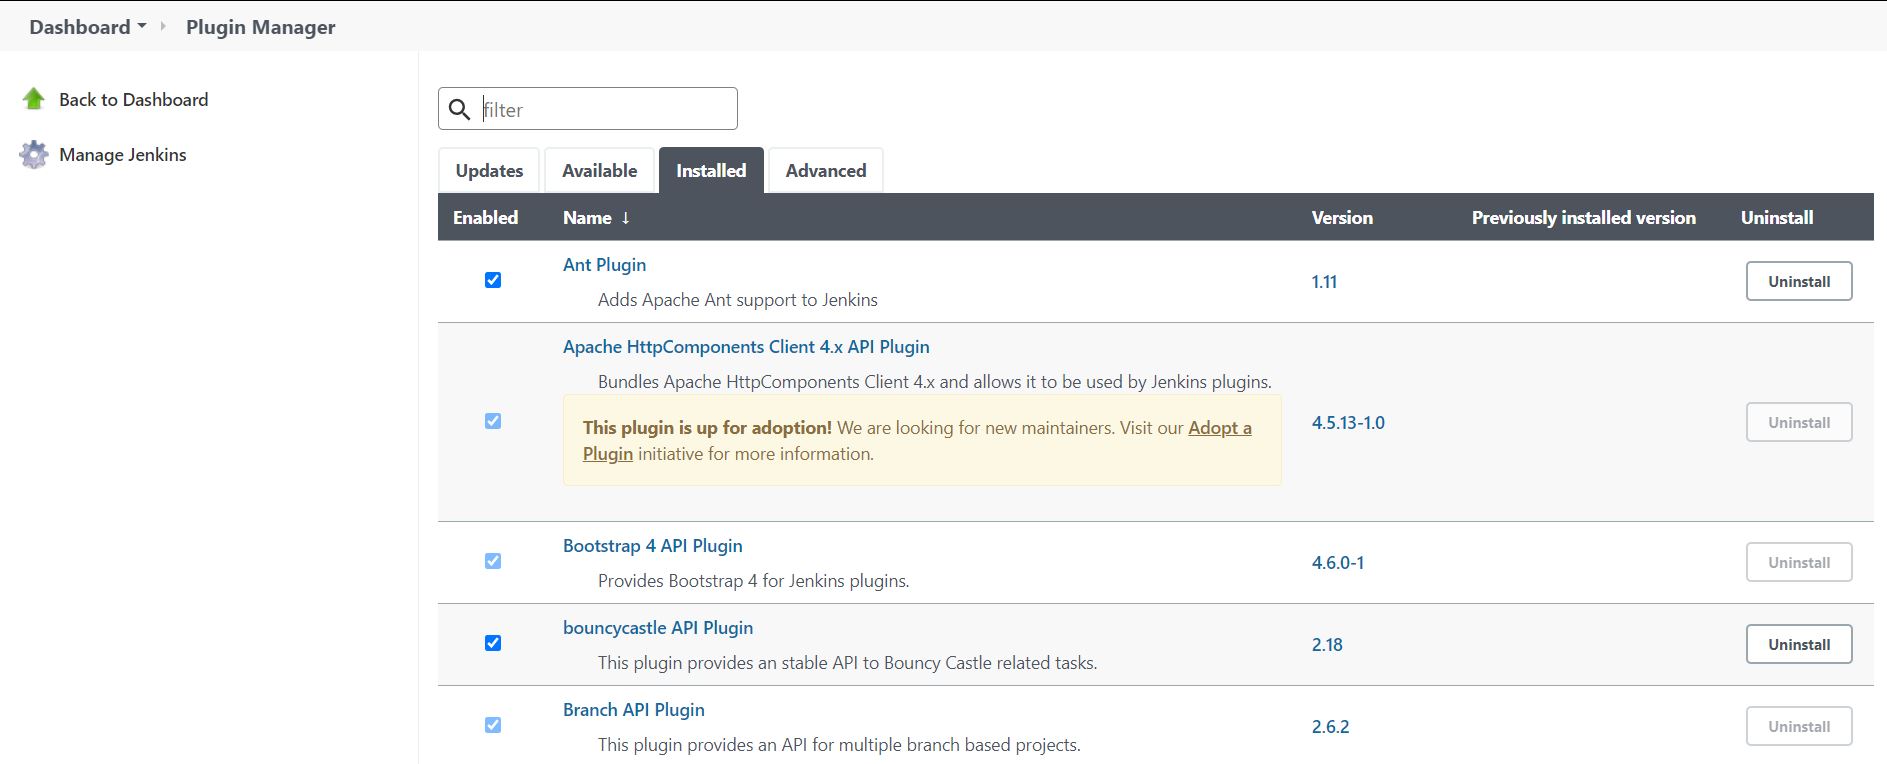 Dashboard Plugin Manager
Back to Dashboard
Manage Jenkins
filter
Updates Available Installed Advanced
Enabled Name ↓ Version Previously installed version Uninstall
Ant Plugin
Adds Apache Ant support to Jenkins
1.11
Uninstall
Apache HttpComponents Client 4.x API Plugin
Bundles Apache HttpComponents Client 4.x and allows it to be used by Jenkins plugins.
This plugin is up for adoption! We are looking for new maintainers. Visit our Adopt a
Plugin initiative for more information.
4.5.13-1.0
Uninstall
Bootstrap 4 API Plugin
Provides Bootstrap 4 for Jenkins plugins.
4.6.0-1
Uninstall
bouncycastle API Plugin
This plugin provides an stable API to Bouncy Castle related tasks.
2.18
Uninstall
Branch API Plugin
This plugin provides an API for multiple branch based projects.
2.6.2
Uninstall